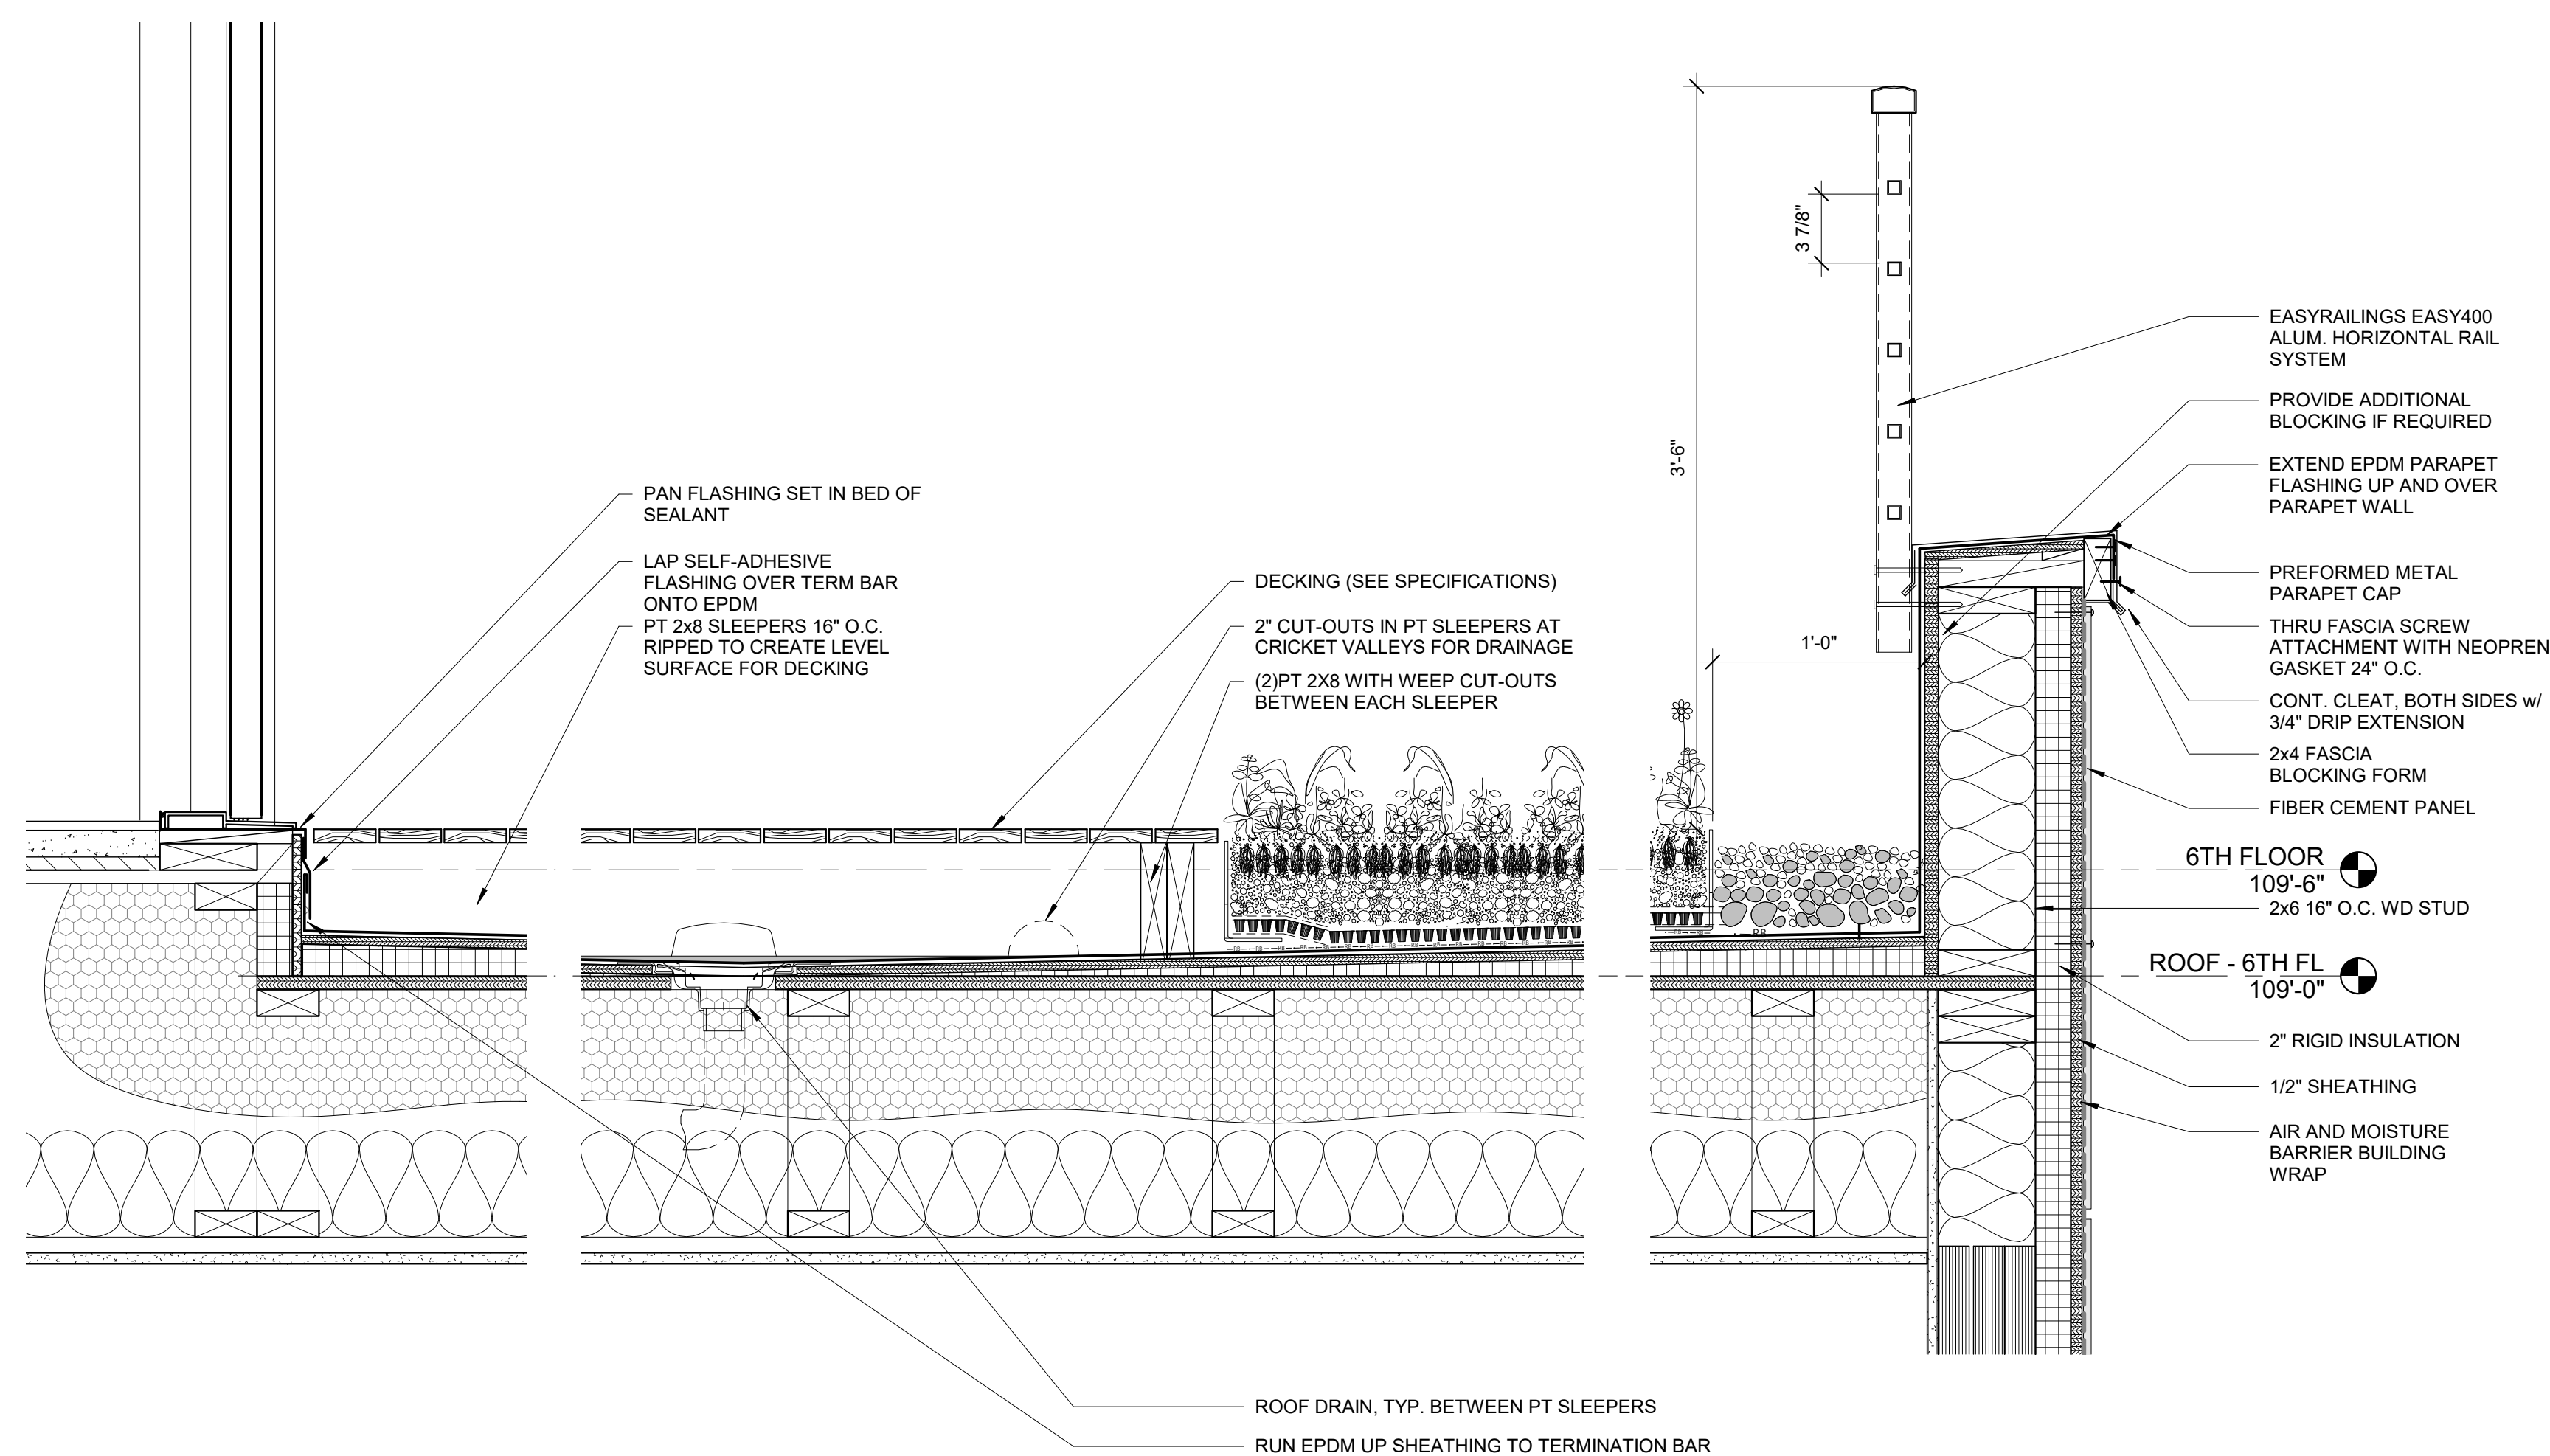 3'-6"
3 7/8"
1'-0"
PAN FLASHING SET IN BED OF
SEALANT
LAP SELF-ADHESIVE
FLASHING OVER TERM BAR
ONTO EPDM
PT 2x8 SLEEPERS 16" O.C.
RIPPED TO CREATE LEVEL
SURFACE FOR DECKING
DECKING (SEE SPECIFICATIONS)
2" CUT-OUTS IN PT SLEEPERS AT
CRICKET VALLEYS FOR DRAINAGE
(2)PT 2X8 WITH WEEP CUT-OUTS
BETWEEN EACH SLEEPER
EASYRAILINGS EASY400
ALUM. HORIZONTAL RAIL
SYSTEM
PROVIDE ADDITIONAL
BLOCKING IF REQUIRED
EXTEND EPDM PARAPET
FLASHING UP AND OVER
PARAPET WALL
PREFORMED METAL
PARAPET CAP
THRU FASCIA SCREW
ATTACHMENT WITH NEOPREN
GASKET 24" O.C.
CONT. CLEAT, BOTH SIDES w/
3/4" DRIP EXTENSION
2x4 FASCIA
BLOCKING FORM
FIBER CEMENT PANEL
6TH FLOOR
109'-6"
2x6 16" O.C. WD STUD
ROOF - 6TH FL
109'-0"
2" RIGID INSULATION
1/2" SHEATHING
AIR AND MOISTURE
BARRIER BUILDING
WRAP
RB
ROOF DRAIN, TYP. BETWEEN PT SLEEPERS
RUN EPDM UP SHEATHING TO TERMINATION BAR